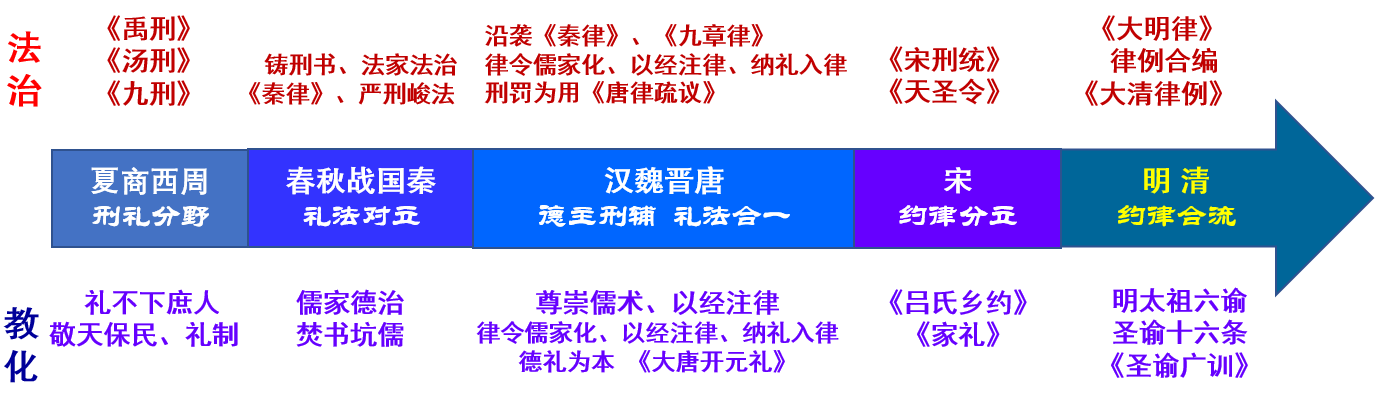 法治
《禹刑》
《汤刑》
《九刑》
铸刑书、法家法治
《秦律》、严刑峻法
沿袭《秦律》、《九章律》
律令儒家化、以经注律、纳礼入律
刑罚为用《唐律疏议》
《宋刑统》
《天圣令》
《大明律》
律例合编
《大清律例》
夏商西周
刑礼分野
春秋战国秦
礼法对立
汉魏晋唐
德主刑辅 礼法合一
宋
约律分立
明 清
约律合流
教化
礼不下庶人
敬天保民、礼制
儒家德治
焚书坑儒
尊崇儒术、以经注律
律令儒家化、以经注律、纳礼入律
德礼为本 《大唐开元礼》
《吕氏乡约》
《家礼》
明太祖六谕
圣谕十六条
《圣谕广训》